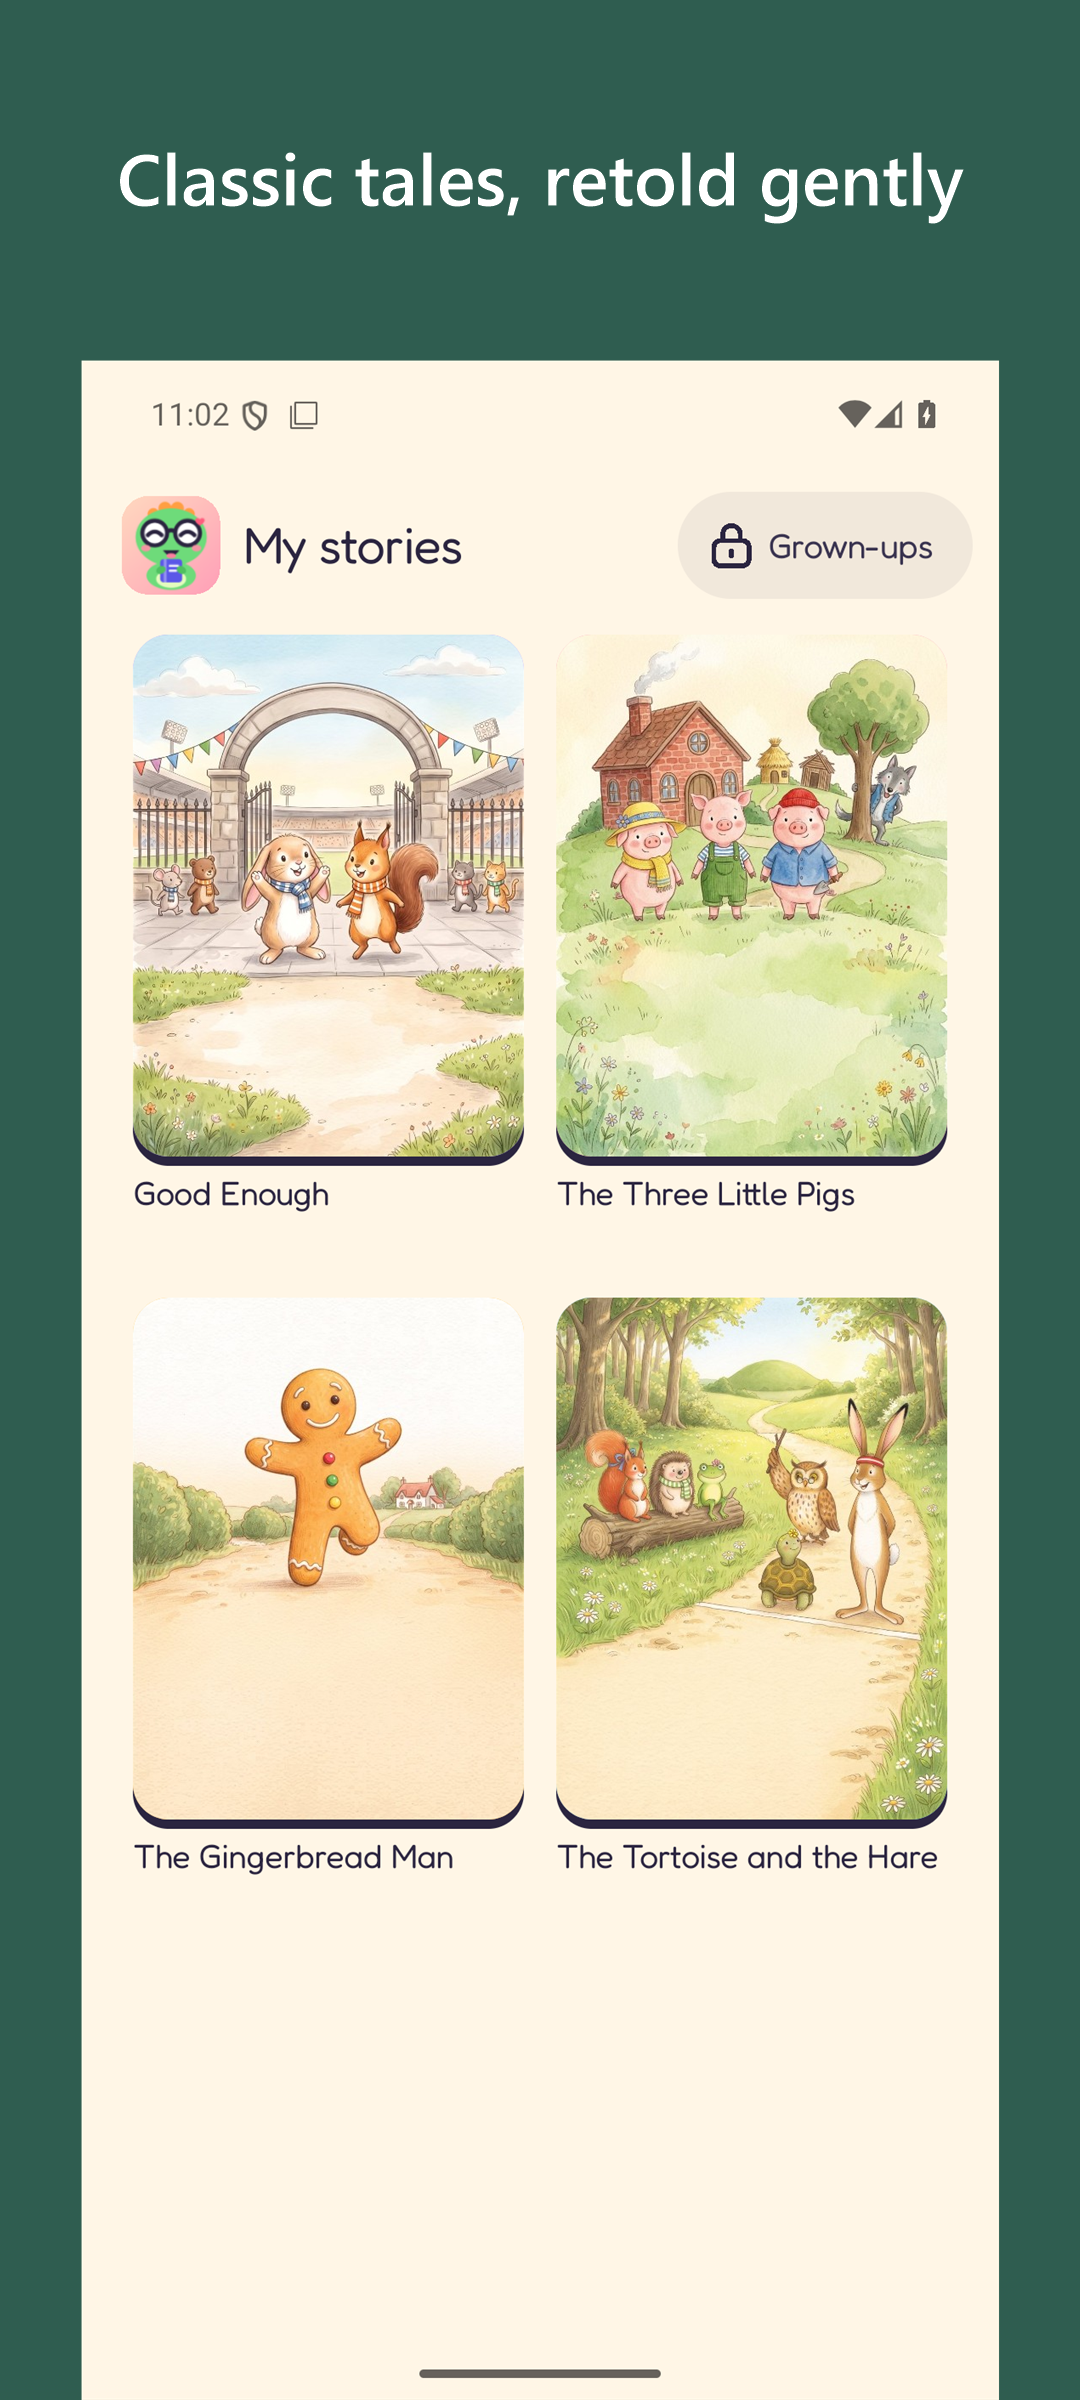 Classic tales, retold gently
11:02
My stories
Grown-ups
Good Enough
The Three Little Pigs
The Gingerbread Man
The Tortoise and the Hare